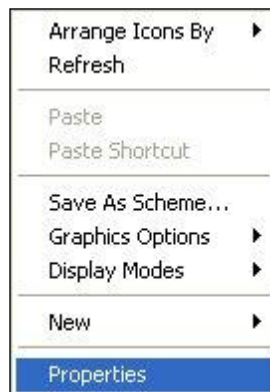 Arrange Icons By
Refresh
Paste
Paste Shortcut
Save As Scheme...
Graphics Options
Display Modes
New
Properties